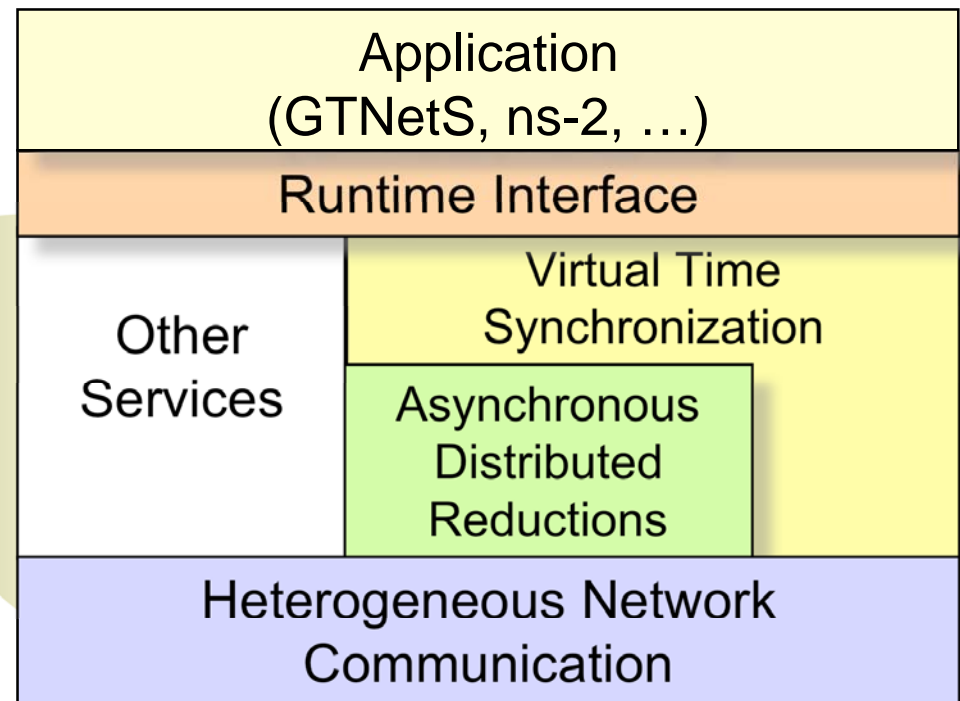 Application
(GTNetS, ns-2, …)
Runtime Interface
Other
Services
Virtual Time
Synchronization
Asynchronous
Distributed
Reductions
Heterogeneous Network
Communication